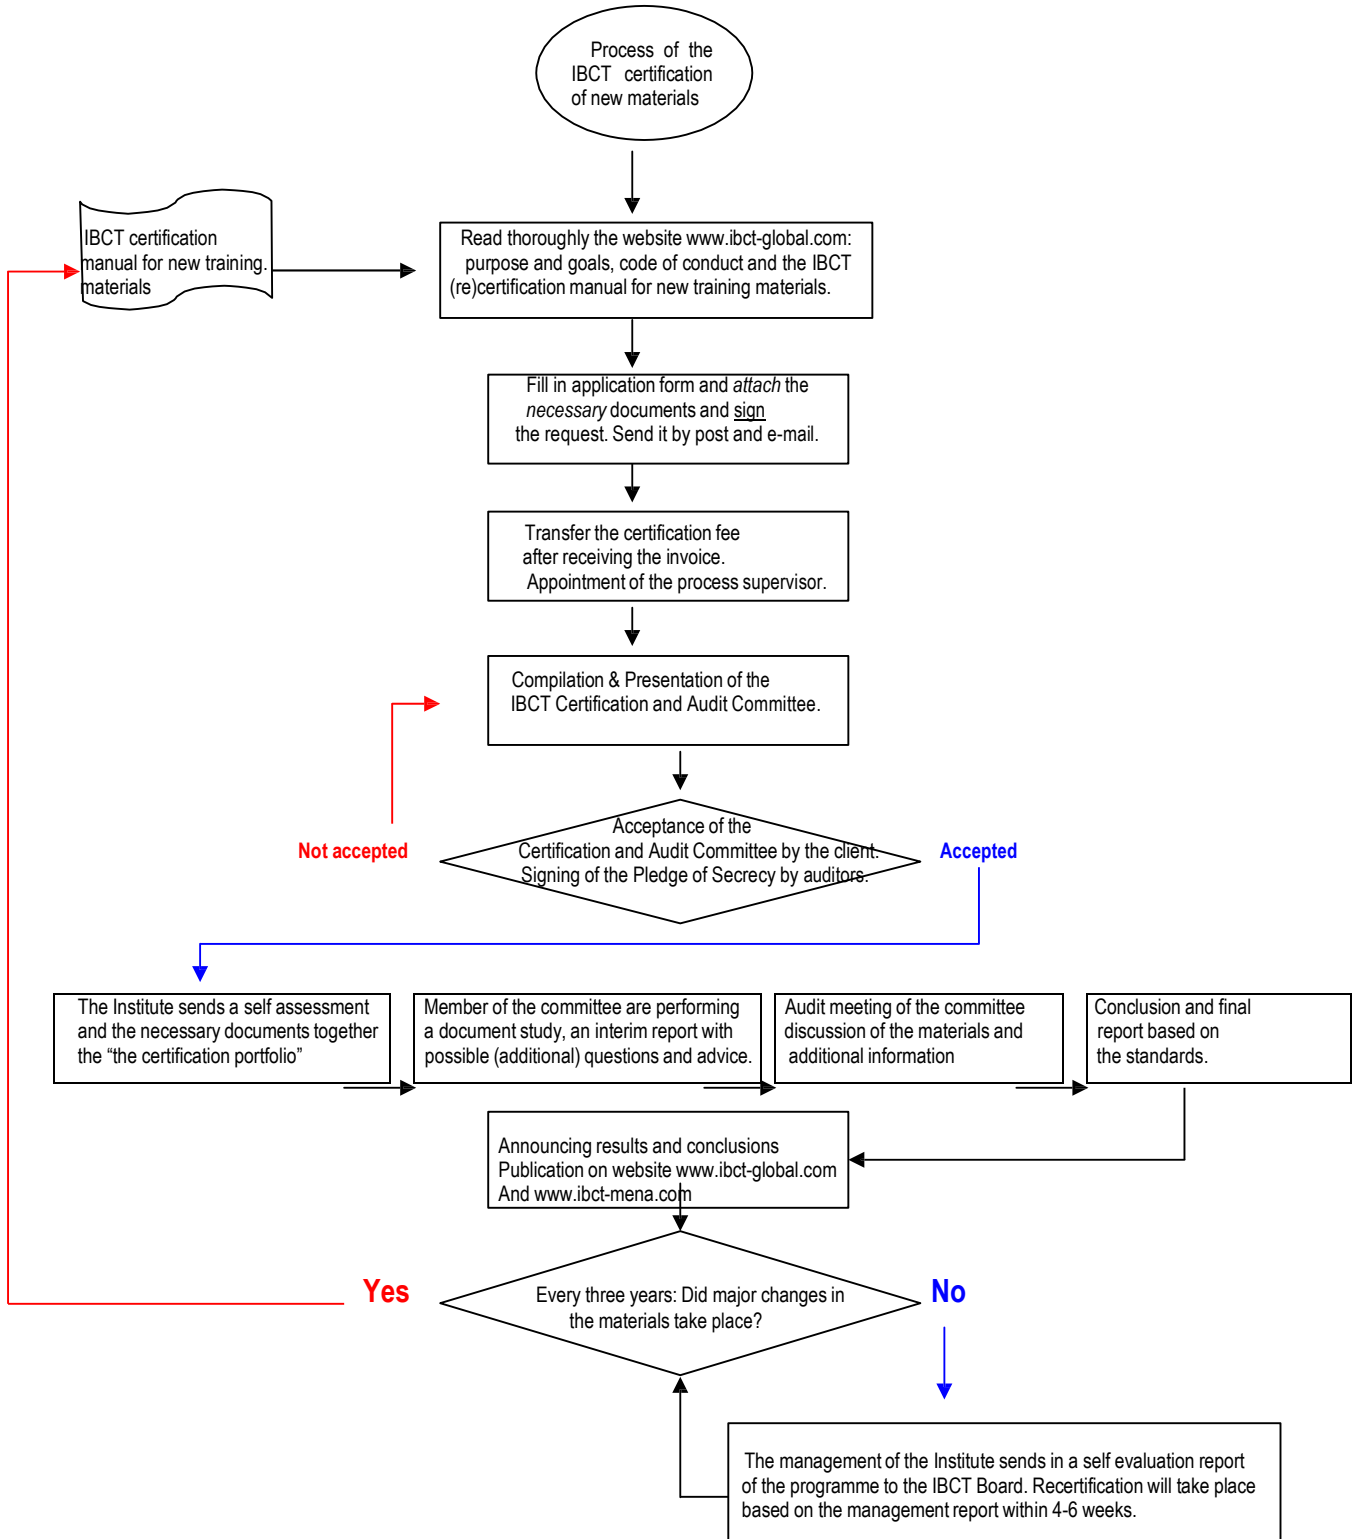 Process of the
IBCT certification
of new materials
IBCT certification
manual for new training.
materials
Read thoroughly the website www.ibct-global.com:
purpose and goals, code of conduct and the IBCT
(re)certification manual for new training materials.
Fill in application form and attach the
necessary documents and sign
the request. Send it by post and e-mail.
Transfer the certification fee
after receiving the invoice.
Appointment of the process supervisor.
Compilation & Presentation of the
IBCT Certification and Audit Committee.
Not accepted
Acceptance of the
Certification and Audit Committee by the client.
Signing of the Pledge of Secrecy by auditors.
Accepted
The Institute sends a self assessment
and the necessary documents together
the “the certification portfolio”
Member of the committee are performing
a document study, an interim report with
possible (additional) questions and advice.
Audit meeting of the committee
discussion of the materials and
additional information
Conclusion and final
report based on
the standards.
Announcing results and conclusions
Publication on website www.ibct-global.com
And www.ibct-mena.com
Yes
Every three years: Did major changes in
the materials take place?
No
The management of the Institute sends in a self evaluation report
of the programme to the IBCT Board. Recertification will take place
based on the management report within 4-6 weeks.